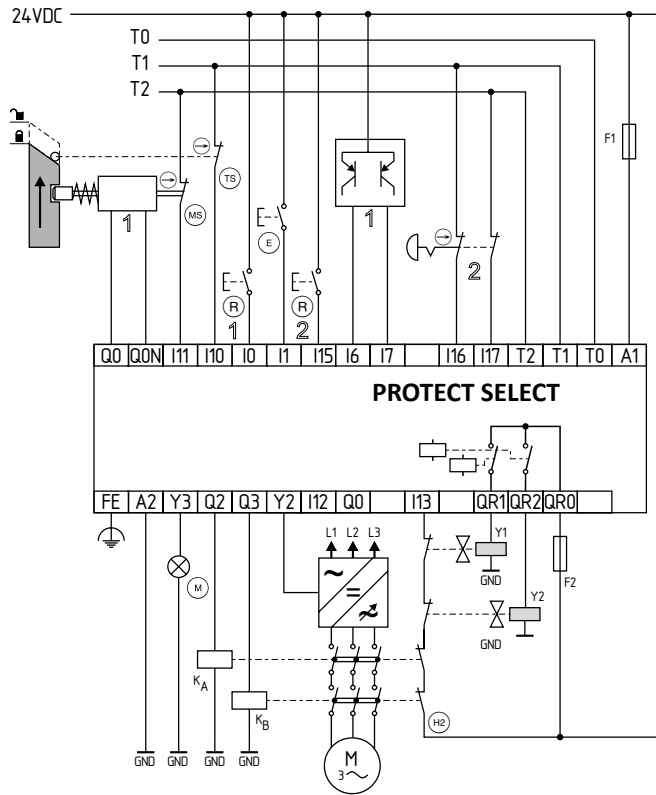 24VDC
T0
T1
T2
F1
TS
MS
1
E
1
R
R
2
1
2
Q0 Q0N I11 I10 I0 I1 I15 I6 I7 I16 I17 T2 T1 T0 A1
PROTECT SELECT
FE A2 Y3 Q2 Q3 Y2 I12 Q0 I13 QR1 QR2 QR0
L1 L2 L3
Y1
GND
F2
M
Y2
GND
KA
KB
H2
GND GND GND GND
M
3